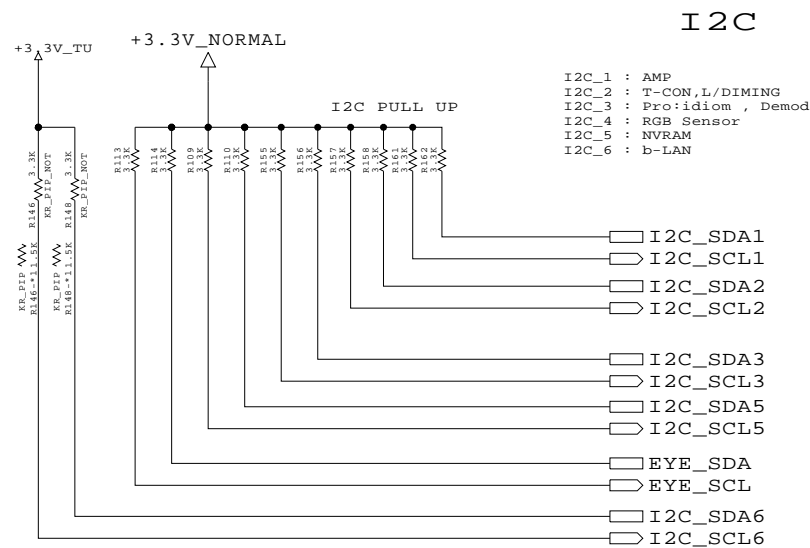 I2C
+3.3V_TU
+3.3V_NORMAL
I2C PULL UP
I2C_1 : AMP
I2C_2 : T-CON,L/DIMING
I2C_3 : Pro:idiom , Demod
I2C_4 : RGB Sensor
I2C_5 : NVRAM
I2C_6 : b-LAN
R146 3.3K
KR_PIP_NOT
R148 3.3K
KR_PIP_NOT
KR_PIP
R146-*1 1.5K
KR_PIP
R148-*1 1.5K
R113
3.3K
R114
3.3K
R109
3.3K
R110
3.3K
R155
3.3K
R156
3.3K
R157
3.3K
R158
3.3K
R161
3.3K
R162
3.3K
I2C_SDA1
I2C_SCL1
I2C_SDA2
I2C_SCL2
I2C_SDA3
I2C_SCL3
I2C_SDA5
I2C_SCL5
EYE_SDA
EYE_SCL
I2C_SDA6
I2C_SCL6